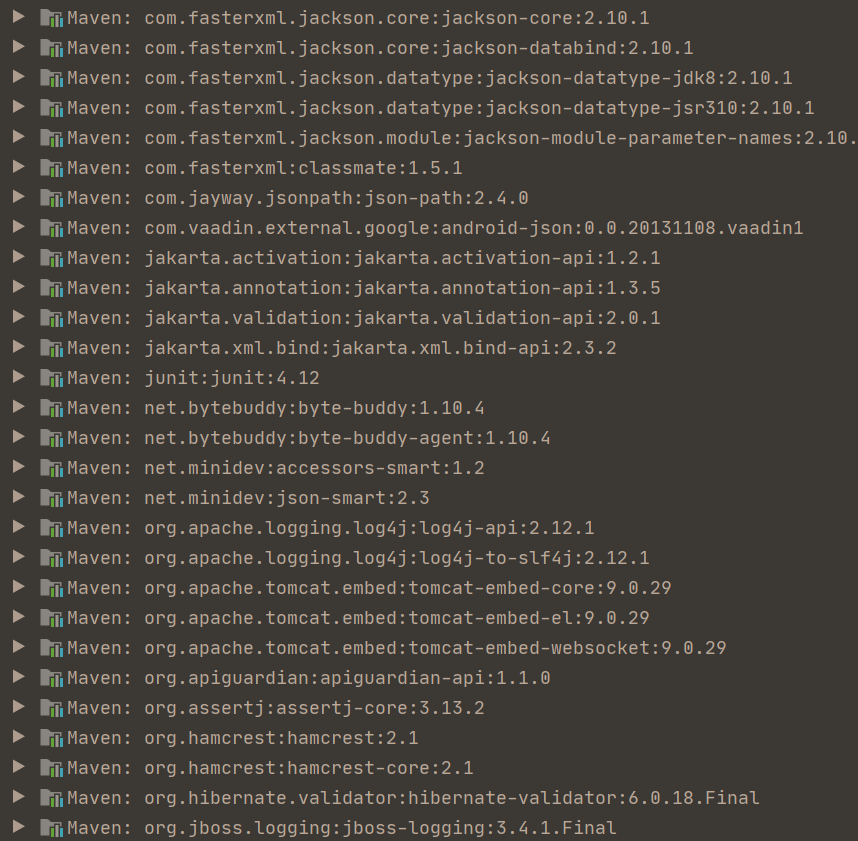 Maven: com.fasterxml.jackson.core:jackson-core:2.10.1
Maven: com.fasterxml.jackson.core:jackson-databind:2.10.1
Maven: com.fasterxml.jackson.datatype:jackson-datatype-jdk8:2.10.1
Maven: com.fasterxml.jackson.datatype:jackson-datatype-jsr310:2.10.1
Maven: com.fasterxml.jackson.module:jackson-module-parameter-names:2.10.
Maven: com.fasterxml:classmate:1.5.1
Maven: com.jayway.jsonpath:json-path:2.4.0
Maven: com.vaadin.external.google:android-json:0.0.20131108.vaadin1
Maven: jakarta.activation:jakarta.activation-api:1.2.1
Maven: jakarta.annotation:jakarta.annotation-api:1.3.5
Maven: jakarta.validation:jakarta.validation-api:2.0.1
Maven: jakarta.xml.bind:jakarta.xml.bind-api:2.3.2
Maven: junit:junit:4.12
Maven: net.bytebuddy:byte-buddy:1.10.4
Maven: net.bytebuddy:byte-buddy-agent:1.10.4
Maven: net.minidev:accessors-smart:1.2
Maven: net.minidev:json-smart:2.3
Maven: org.apache.logging.log4j:log4j-api:2.12.1
Maven: org.apache.logging.log4j:log4j-to-slf4j:2.12.1
Maven: org.apache.tomcat.embed:tomcat-embed-core:9.0.29
Maven: org.apache.tomcat.embed:tomcat-embed-el:9.0.29
Maven: org.apache.tomcat.embed:tomcat-embed-websocket:9.0.29
Maven: org.apiguardian:apiguardian-api:1.1.0
Maven: org.assertj:assertj-core:3.13.2
Maven: org.hamcrest:hamcrest:2.1
Maven: org.hamcrest:hamcrest-core:2.1
Maven: org.hibernate.validator:hibernate-validator:6.0.18.Final
Maven: org.jboss.logging:jboss-logging:3.4.1.Final